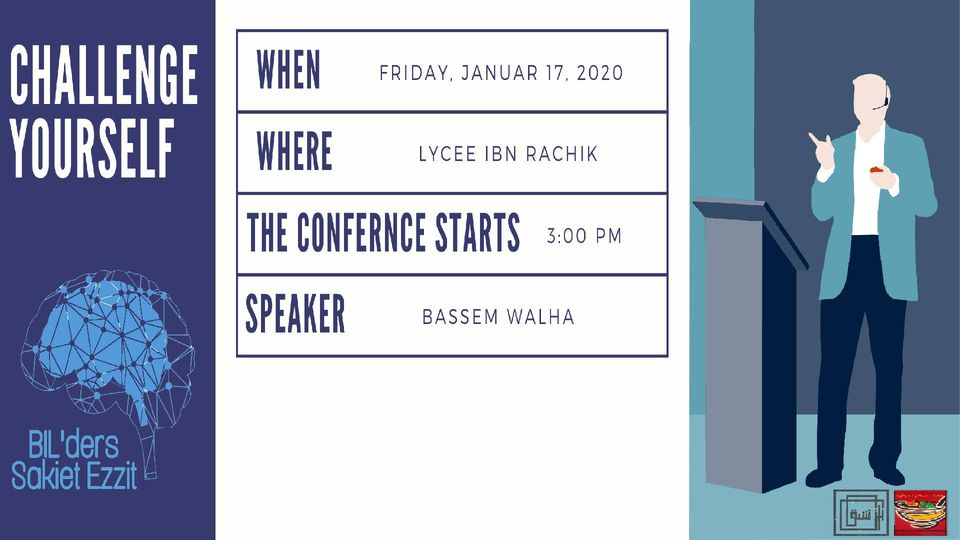 CHALLENGE
YOURSELF
WHEN FRIDAY, JANUAR 17, 2020
WHERE LYCEE IBN RACHIK
THE CONFERNCE STARTS 3:00 PM
SPEAKER BASSEM WALHA
BIL'ders
Sakiet Ezzit